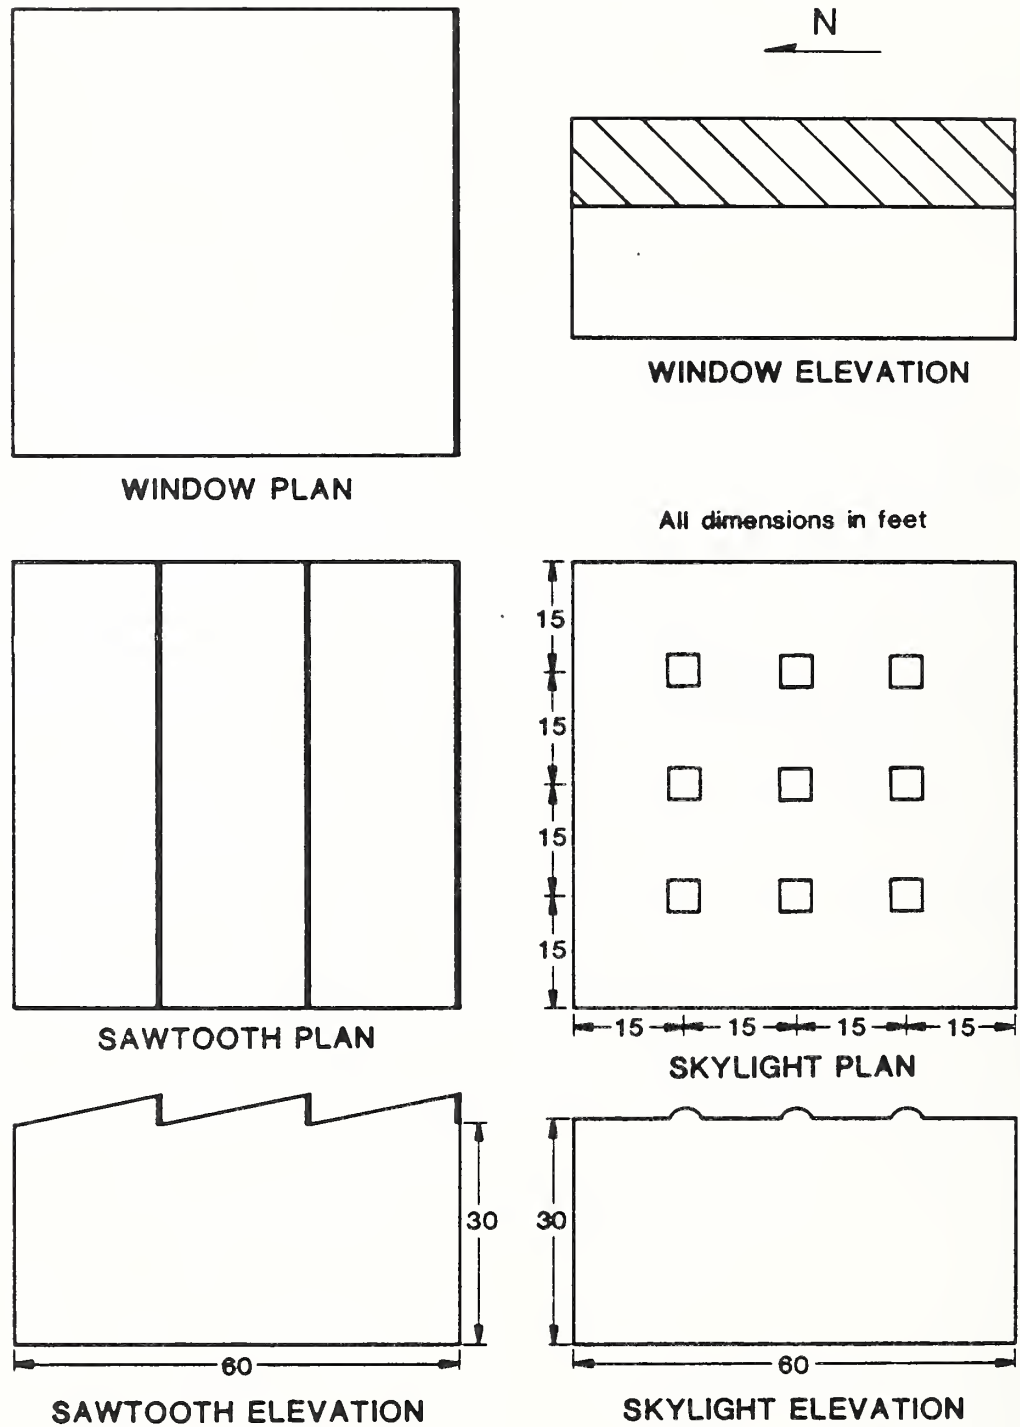 N
WINDOW ELEVATION
WINDOW PLAN
All dimensions in feet
15
15
15
15
SAWTOOTH PLAN
15 15 15 15
SKYLIGHT PLAN
30
60
SAWTOOTH ELEVATION
30
60
SKYLIGHT ELEVATION